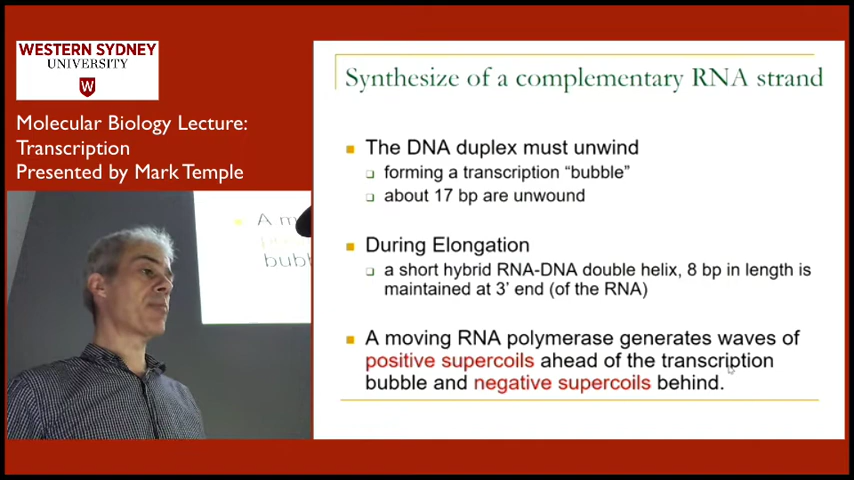 WESTERN SYDNEY
UNIVERSITY
Molecular Biology Lecture:
Transcription
Presented by Mark Temple
A m
bubb
Synthesize of a complementary RNA strand
The DNA duplex must unwind
forming a transcription “bubble”
about 17 bp are unwound
During Elongation
a short hybrid RNA-DNA double helix, 8 bp in length is
maintained at 3’ end (of the RNA)
A moving RNA polymerase generates waves of
positive supercoils ahead of the transcription
bubble and negative supercoils behind.